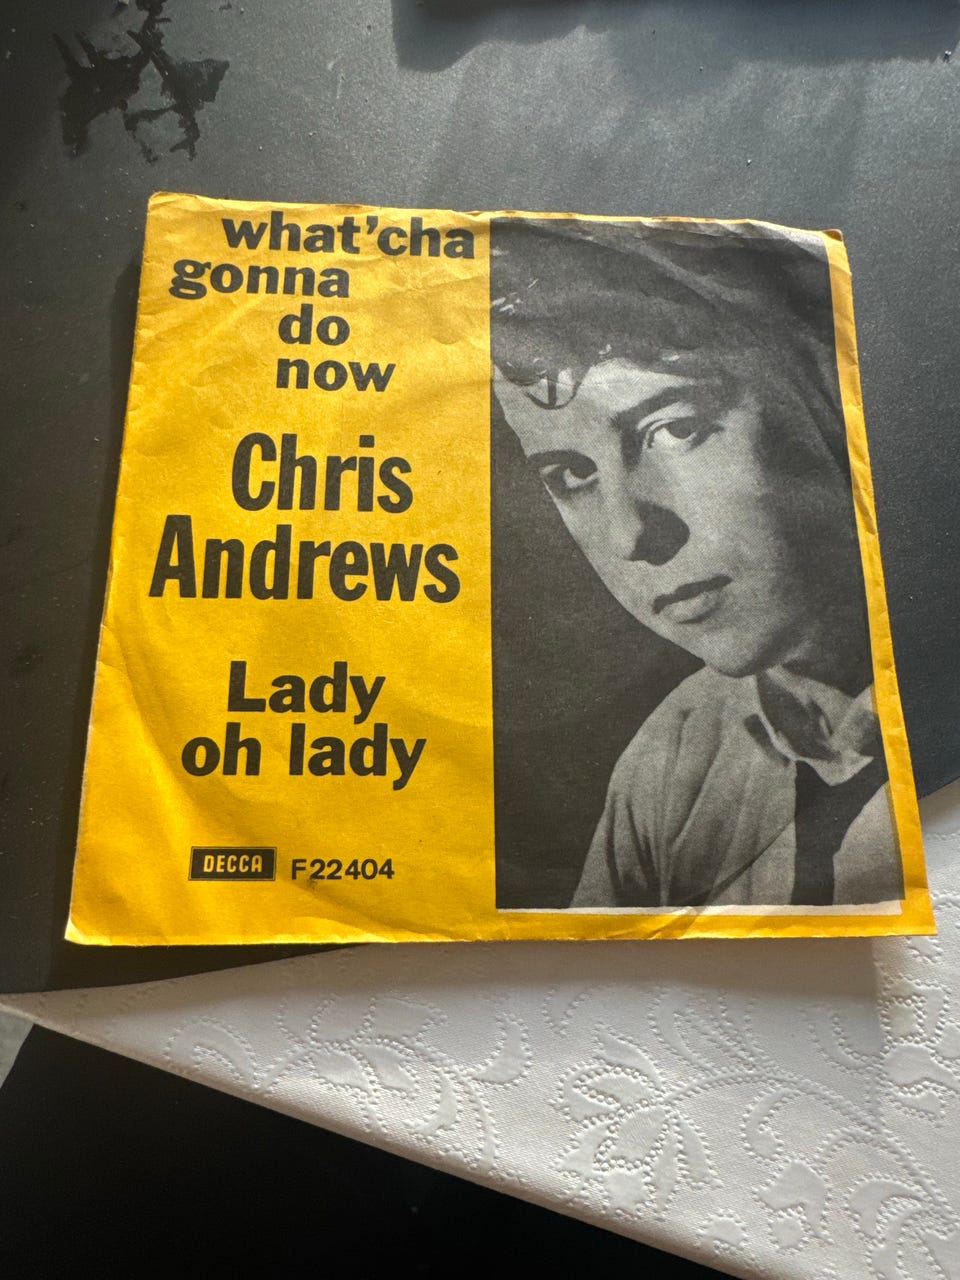 what'cha
gonna
do
now
Chris
Andrews
Lady
oh lady
DECCA F22404